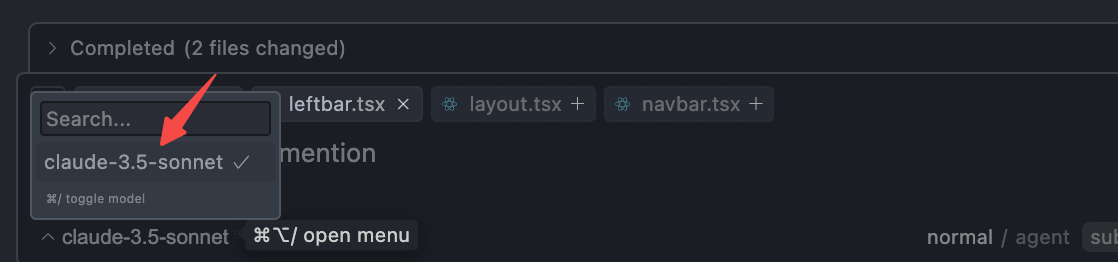 Completed (2 files changed)
leftbar.tsx
layout.tsx
navbar.tsx
Search...
mention
claude-3.5-sonnet
⌘/ toggle model
claude-3.5-sonnet
⌘⌥/ open menu
normal / agent